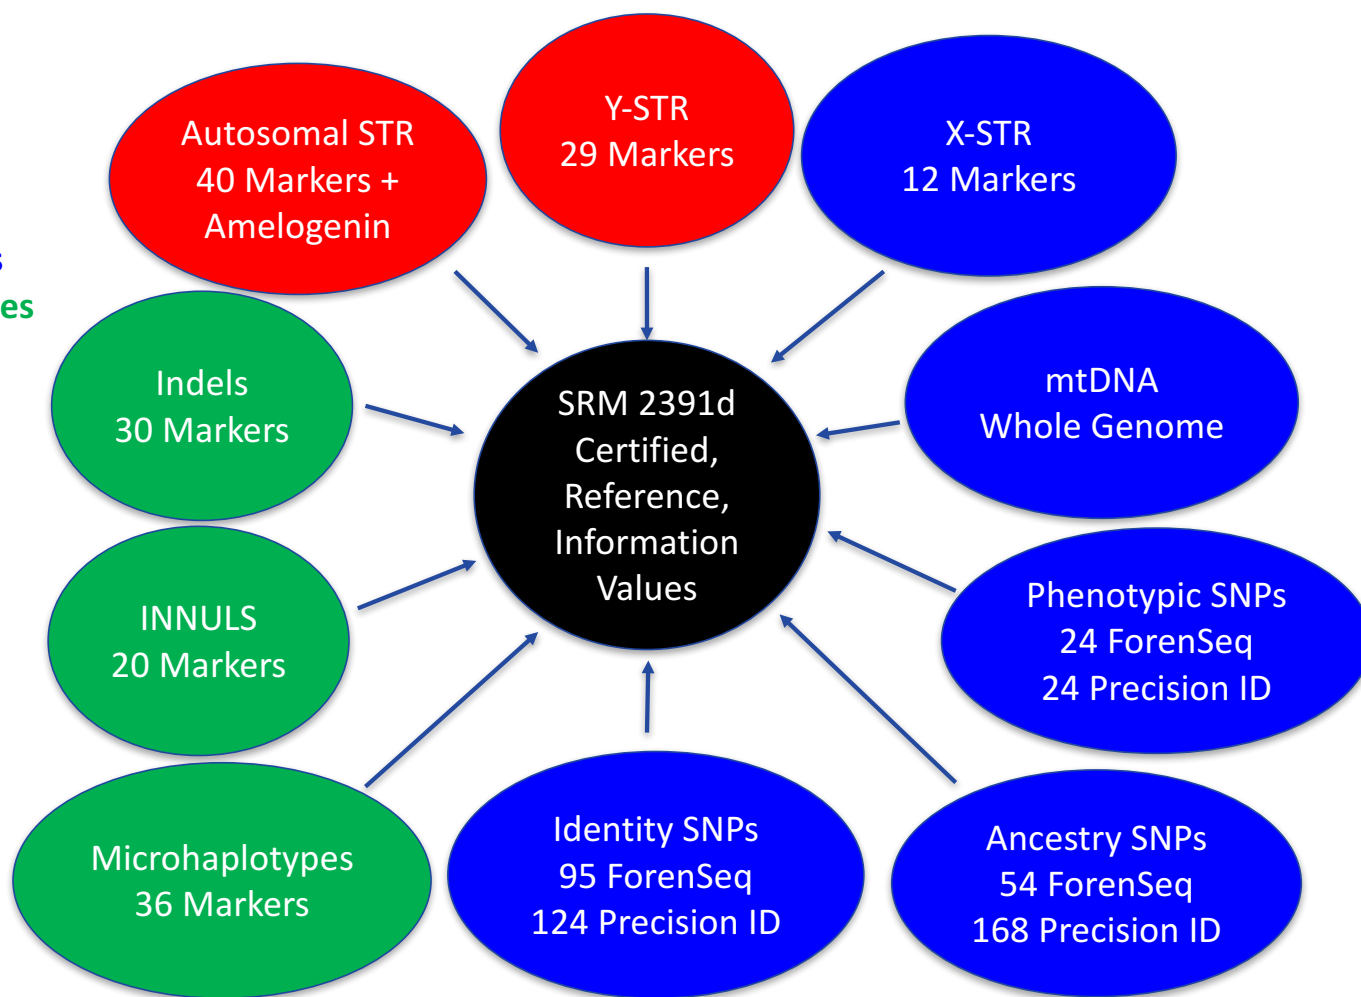 Autosomal STR
40 Markers +
Amelogenin
Y-STR
29 Markers
X-STR
12 Markers
s
es
Indels
30 Markers
SRM 2391d
Certified,
Reference,
Information
Values
mtDNA
Whole Genome
INNULS
20 Markers
Phenotypic SNPs
24 ForenSeq
24 Precision ID
Microhaplotypes
36 Markers
Identity SNPs
95 ForenSeq
124 Precision ID
Ancestry SNPs
54 ForenSeq
168 Precision ID